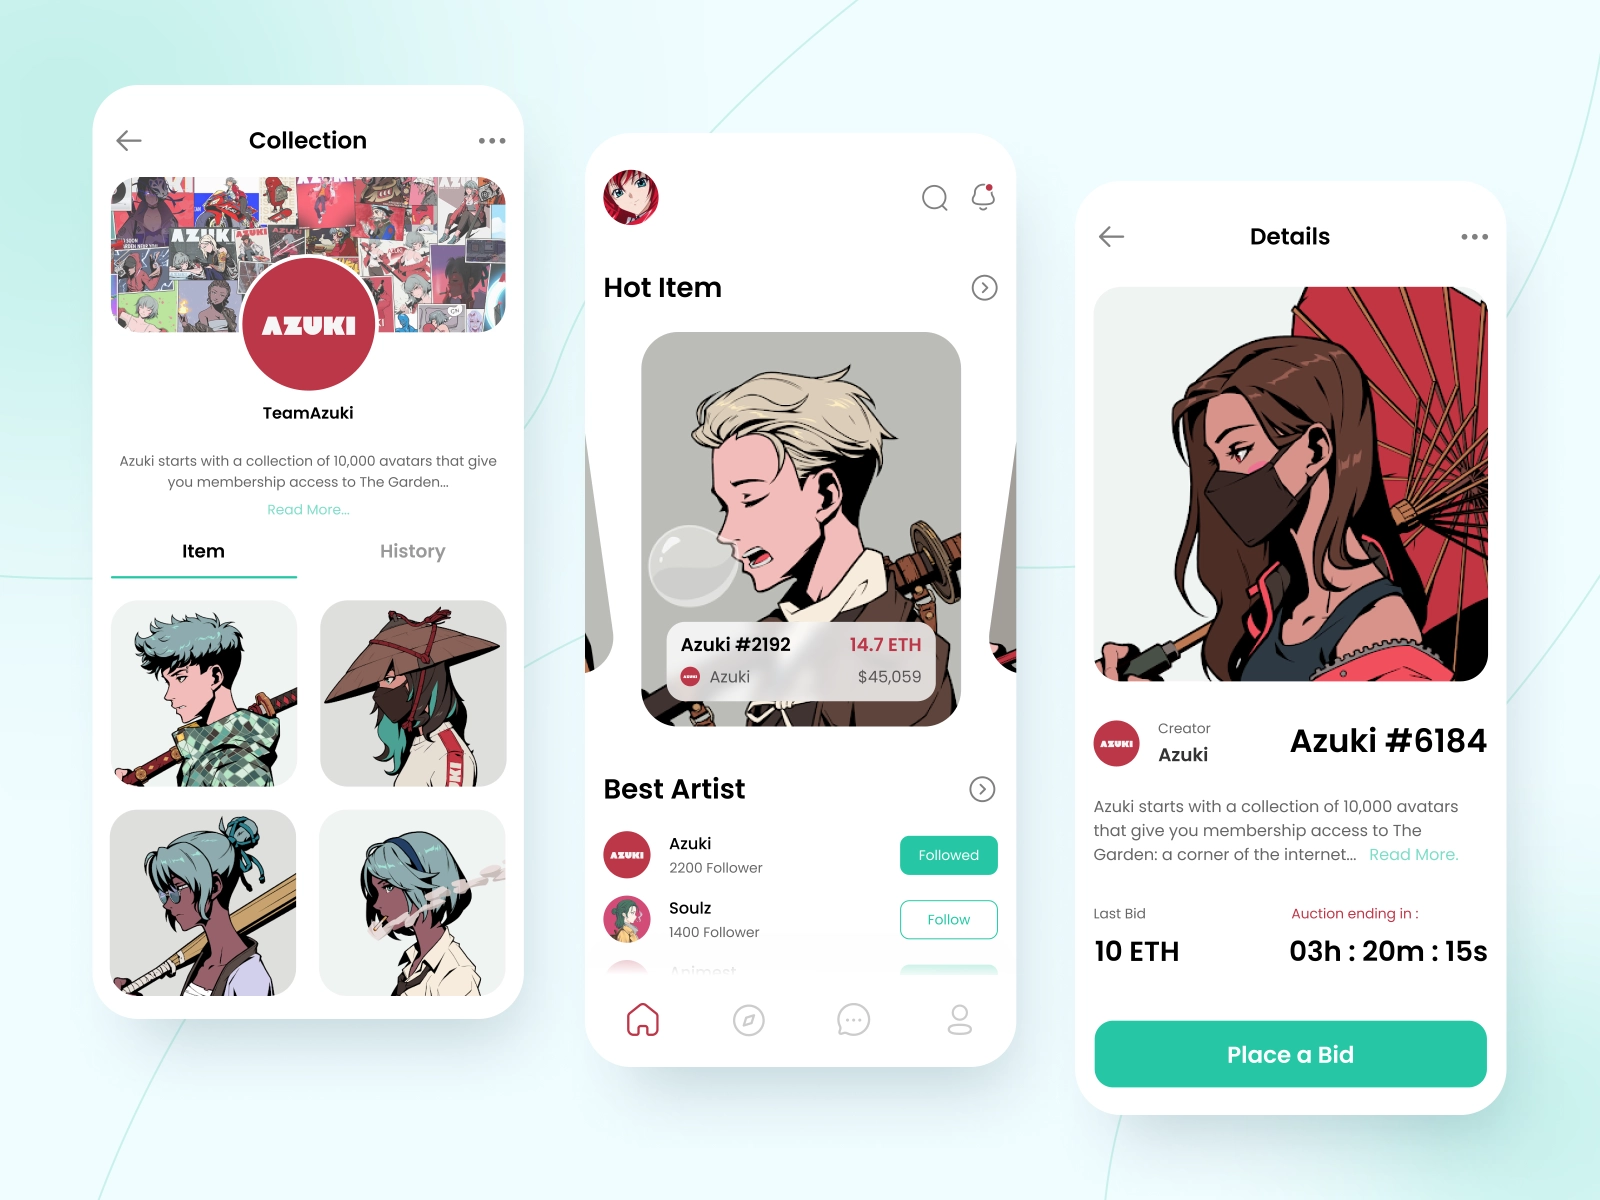 Collection
AZUKI
AZUKI
AZUKI
TeamAzuki
Azuki starts with a collection of 10,000 avatars that give
you membership access to The Garden...
Read More...
Item
History
Hot Item
Azuki #2192
14.7 ETH
AZUKI
Azuki
$45,059
Best Artist
AZUKI
Azuki
2200 Follower
Followed
Soulz
1400 Follower
Follow
Animest
Details
AZUKI
Creator
Azuki
Azuki #6184
Azuki starts with a collection of 10,000 avatars
that give you membership access to The
Garden: a corner of the internet... Read More.
Last Bid
Auction ending in :
10 ETH
03h : 20m : 15s
Place a Bid